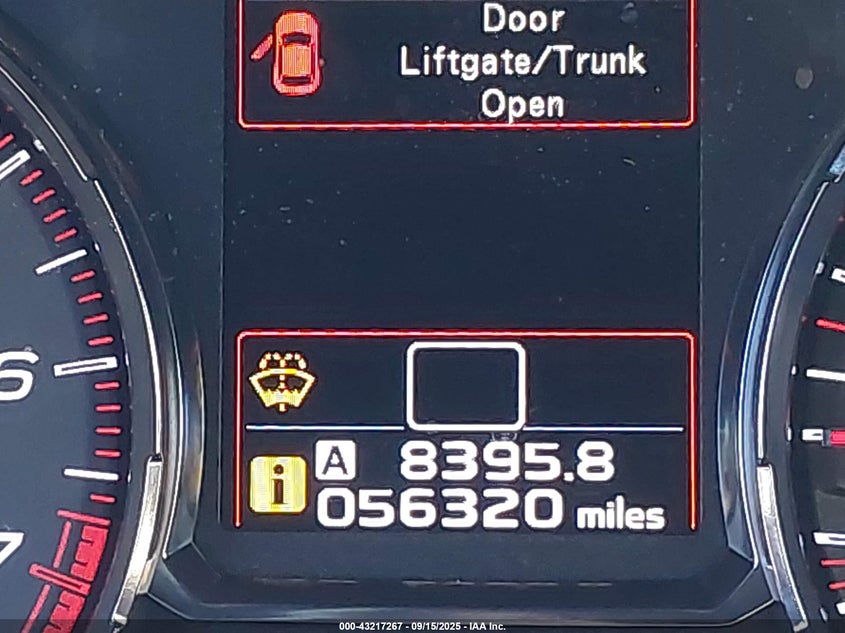 Door
Liftgate/Trunk
Open
6
A 8395.8
i 056320 miles
7
000-43217267 - 09/15/2025 - IAA Inc.